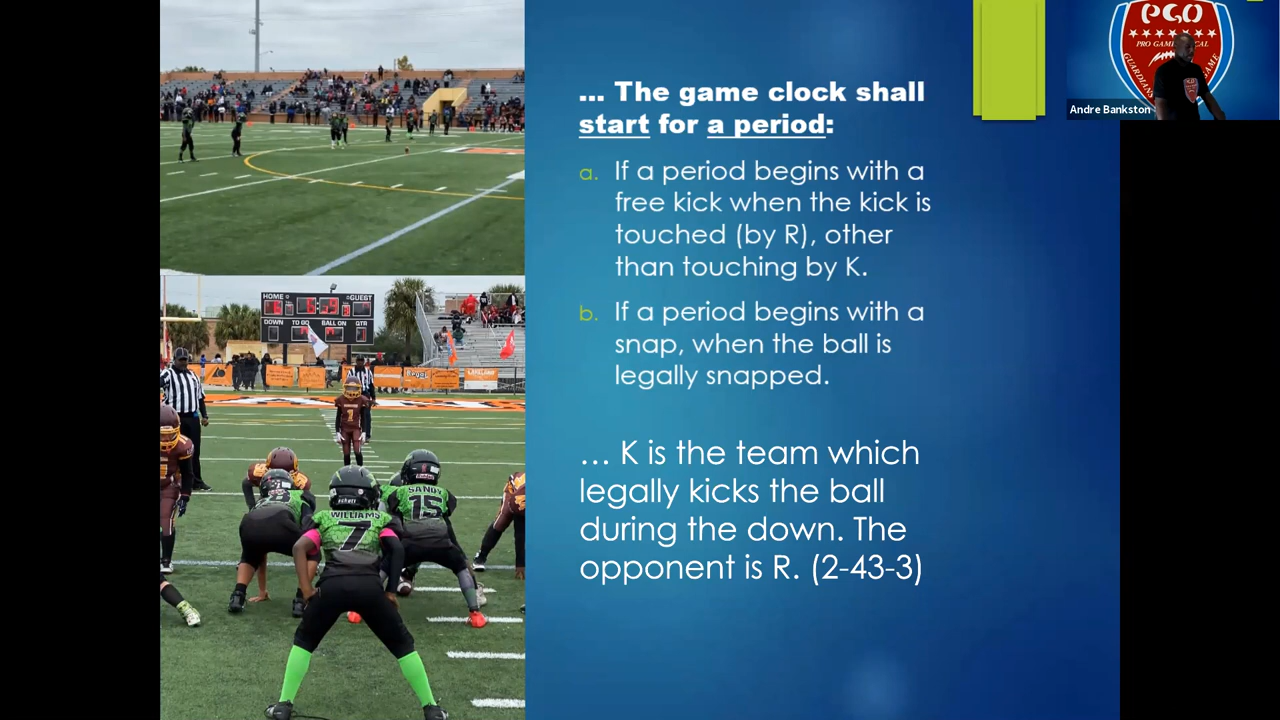 ... The game clock shall
start for a period:
a. If a period begins with a
free kick when the kick is
touched (by R), other
than touching by K.
b. If a period begins with a
snap, when the ball is
legally snapped.
... K is the team which
legally kicks the ball
during the down. The
opponent is R. (2-43-3)
PGO
Andre Bankston
HOME GUEST
DOWN TO GO BALL ON QTR
SANDY
15
WILLIAMS
7
1